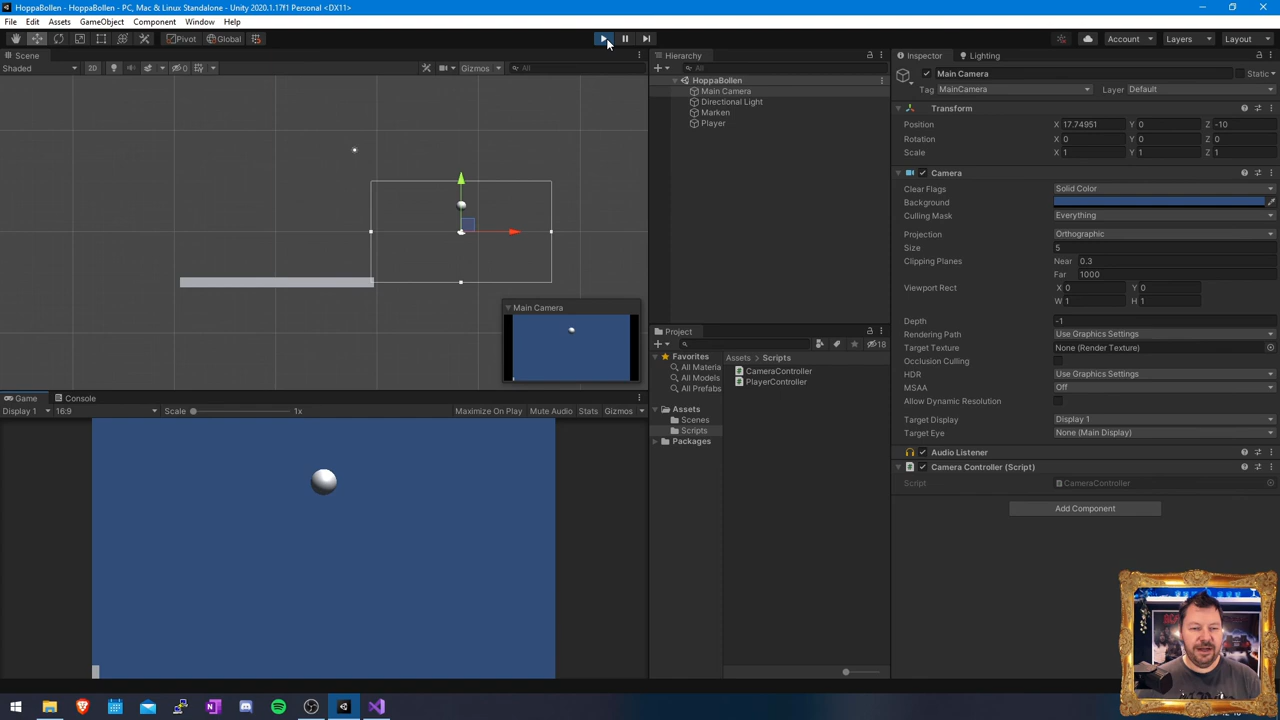 HoppaBollen - HoppaBollen - PC, Mac & Linux Standalone - Unity 2020.1.17f1 Personal <DX11>
File Edit Assets GameObject Component Window Help
Pivot Global Account Layers Layout
Scene
Shaded 2D 0 Gizmos All
Main Camera
Game Console
Display 1 16:9 Scale 1x Maximize On Play Mute Audio Stats Gizmos
Hierarchy
All
HoppaBollen
Main Camera
Directional Light
Marken
Player
Project
18
Favorites
All Materia
All Models
All Prefabs
Assets
Scenes
Scripts
Packages
Assets Scripts
CameraController
PlayerController
Inspector Lighting
Main Camera Static
Tag MainCamera Layer Default
Transform
Position X 17.74951 Y 0 Z -10
Rotation X 0 Y 0 Z 0
Scale X 1 Y 1 Z 1
Camera
Clear Flags Solid Color
Background
Culling Mask Everything
Projection Orthographic
Size 5
Clipping Planes Near 0.3
Far 1000
Viewport Rect X 0 Y 0
W 1 H 1
Depth -1
Rendering Path Use Graphics Settings
Target Texture None (Render Texture)
Occlusion Culling
HDR Use Graphics Settings
MSAA Off
Allow Dynamic Resolution
Target Display Display 1
Target Eye None (Main Display)
Audio Listener
Camera Controller (Script)
Script CameraController
Add Component